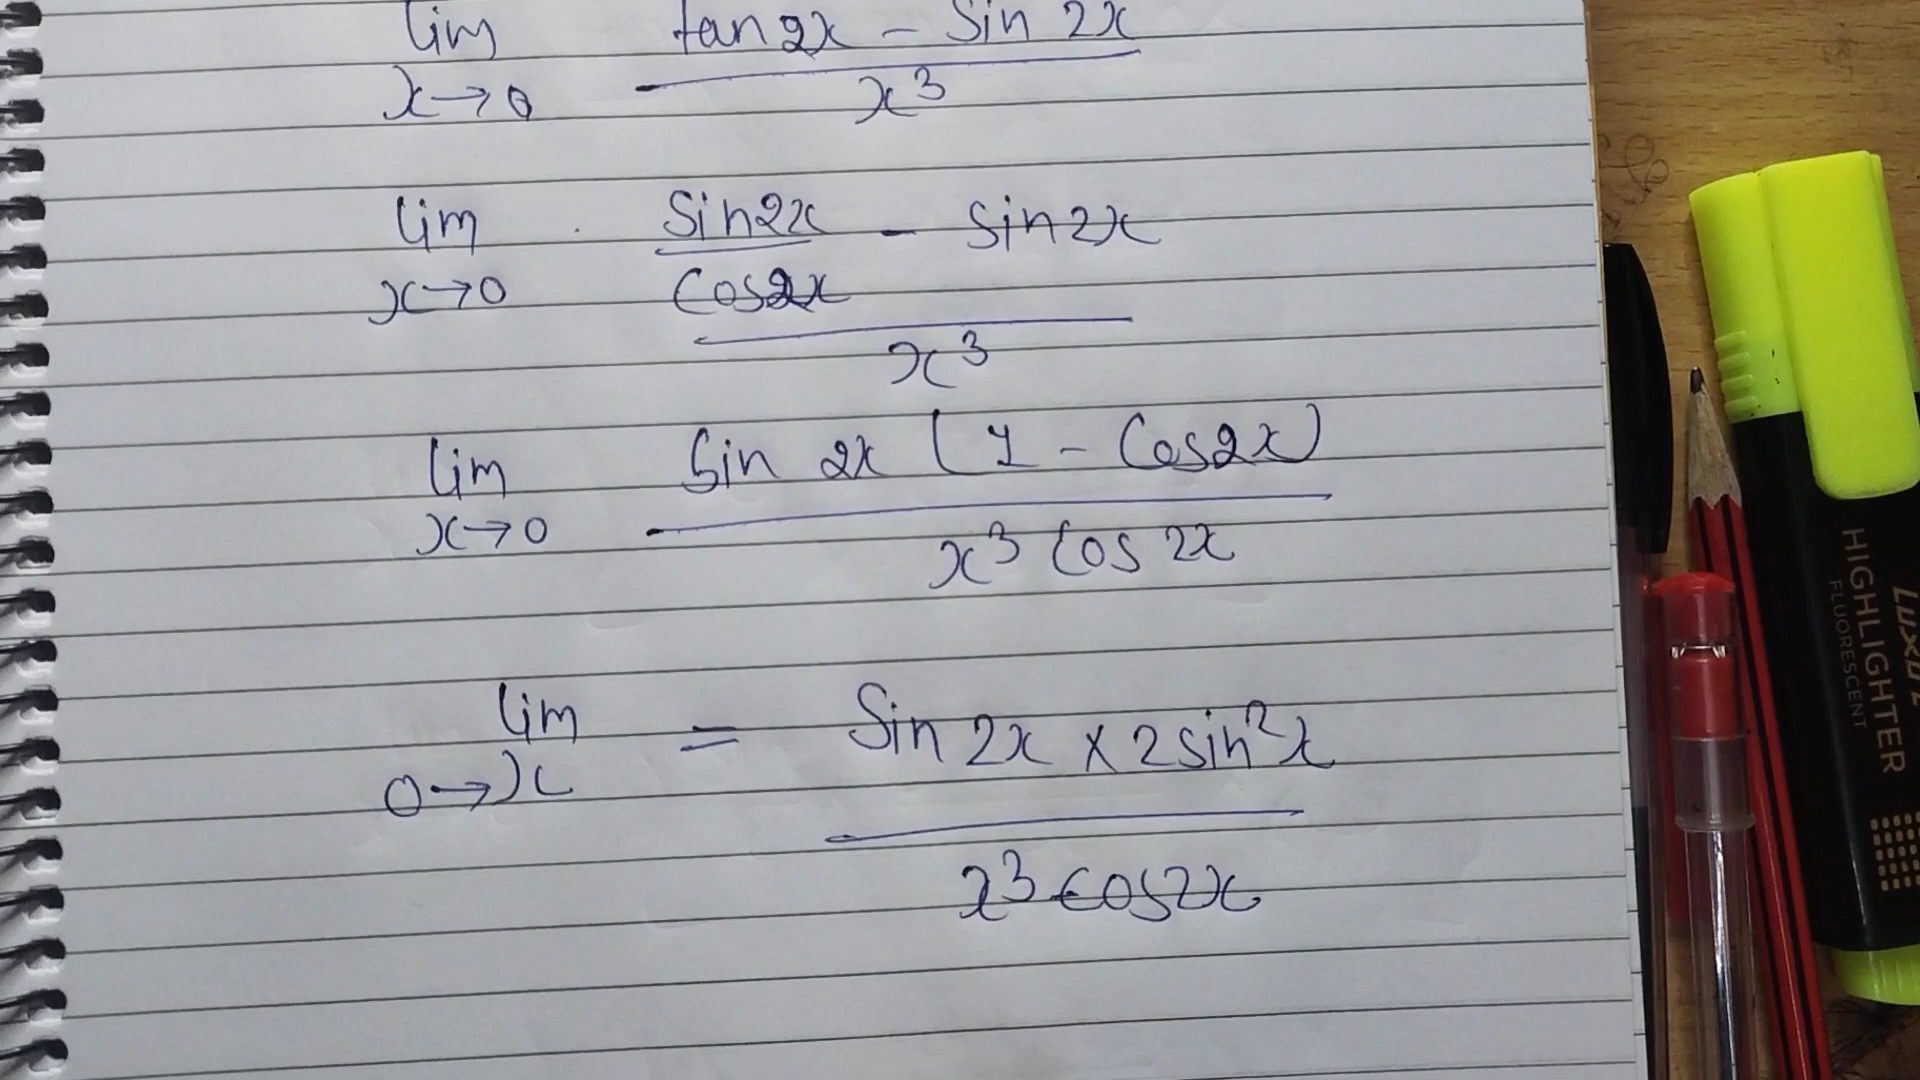 lim tan2x - Sin 2x
x→0 x³
lim Sin2x - Sin2x
x→0 Cos2x
x³
lim Sin 2x (1 - Cos2x)
x→0 x³ Cos 2x
lim = Sin 2x × 2sin²x
0→x
x³ cos2x
HIGHLIGHTER
FLUORESCENT